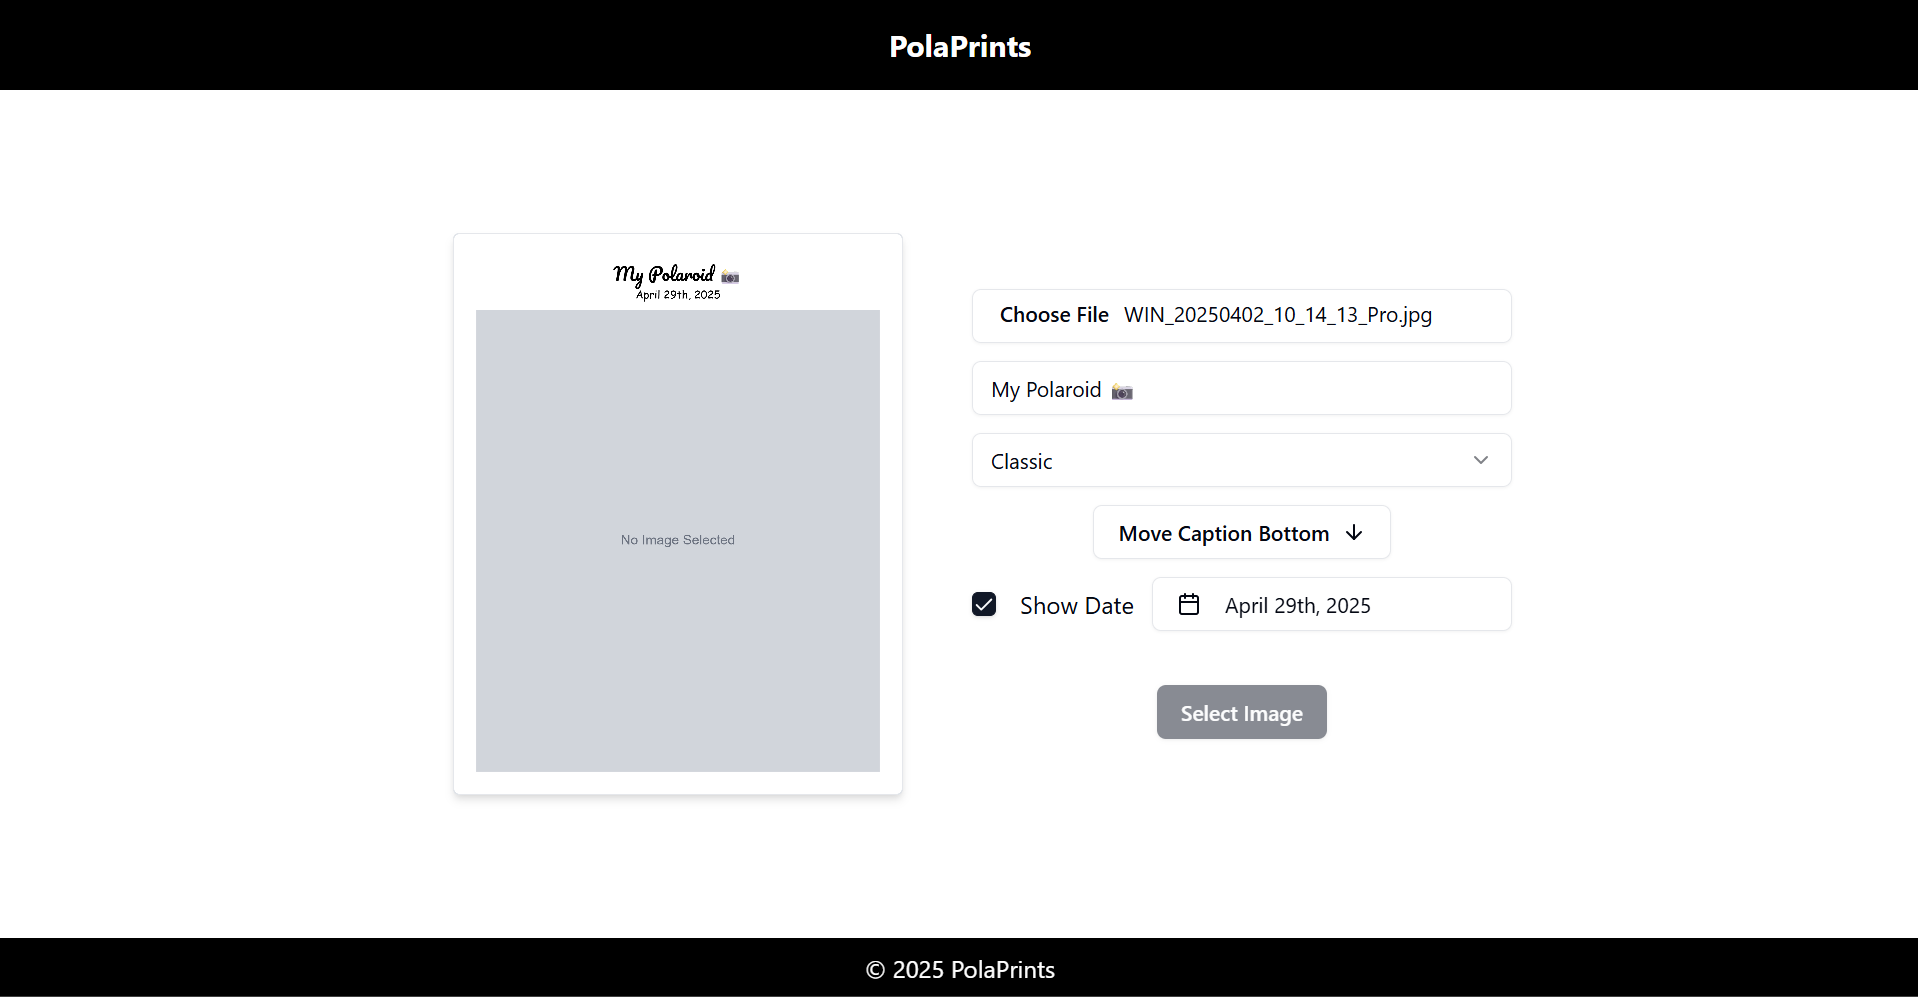 PolaPrints
My Polaroid 📷
April 29th, 2025
No Image Selected
Choose File WIN_20250402_10_14_13_Pro.jpg
My Polaroid 📷
Classic
Move Caption Bottom ↓
Show Date
April 29th, 2025
Select Image
© 2025 PolaPrints